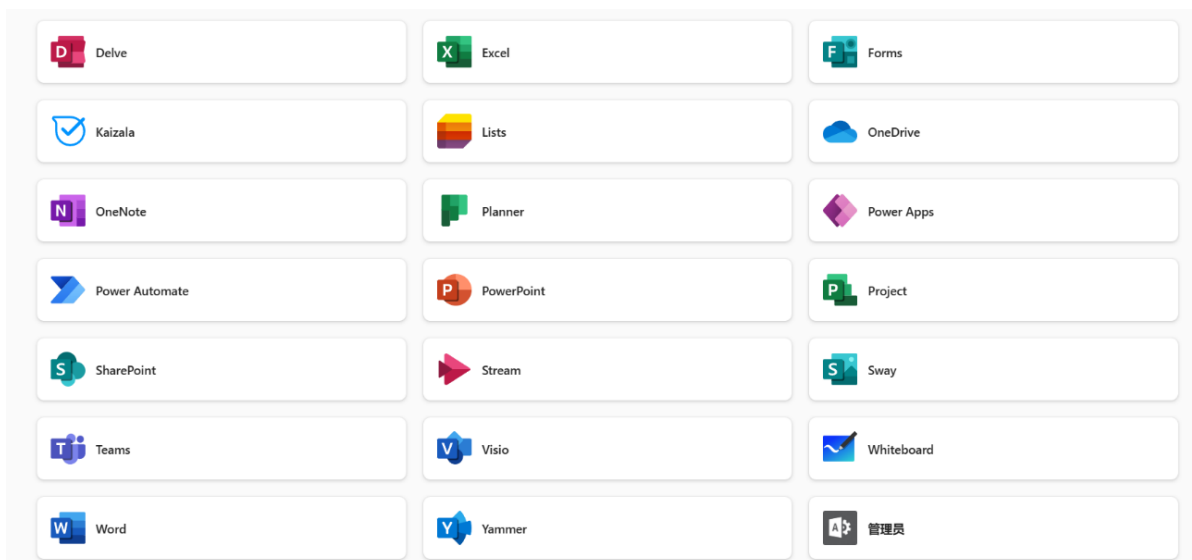 D Delve
X Excel
F Forms
Kaizala
Lists
OneDrive
N OneNote
Planner
Power Apps
Power Automate
P PowerPoint
P Project
S SharePoint
Stream
S Sway
T Teams
V Visio
Whiteboard
W Word
Y Yammer
A 管理员